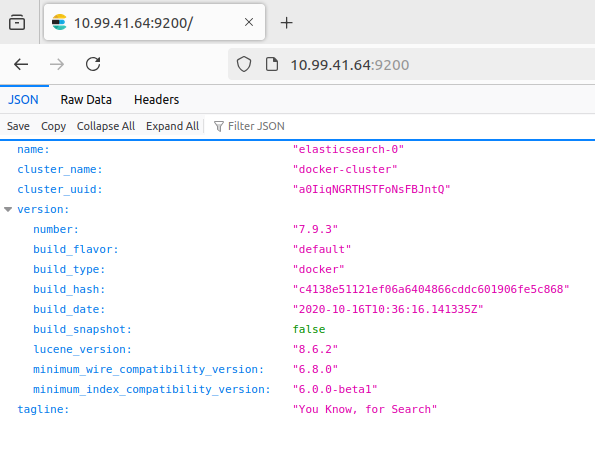 10.99.41.64:9200/
10.99.41.64:9200
JSON Raw Data Headers
Save Copy Collapse All Expand All Filter JSON
name: "elasticsearch-0"
cluster_name: "docker-cluster"
cluster_uuid: "a0IiqNGRTHSTFoNsFBJntQ"
version:
number: "7.9.3"
build_flavor: "default"
build_type: "docker"
build_hash: "c4138e51121ef06a6404866cddc601906fe5c868"
build_date: "2020-10-16T10:36:16.141335Z"
build_snapshot: false
lucene_version: "8.6.2"
minimum_wire_compatibility_version: "6.8.0"
minimum_index_compatibility_version: "6.0.0-beta1"
tagline: "You Know, for Search"